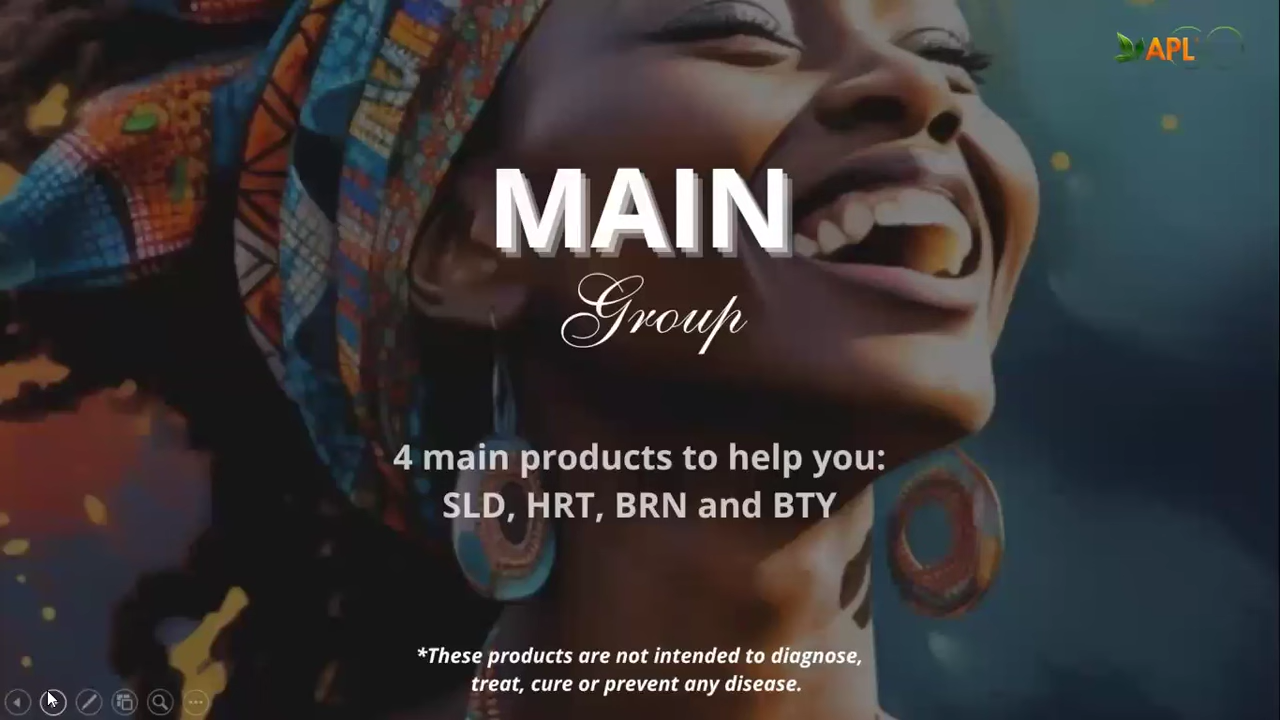 APL
MAIN
Group
4 main products to help you:
SLD, HRT, BRN and BTY
*These products are not intended to diagnose,
treat, cure or prevent any disease.